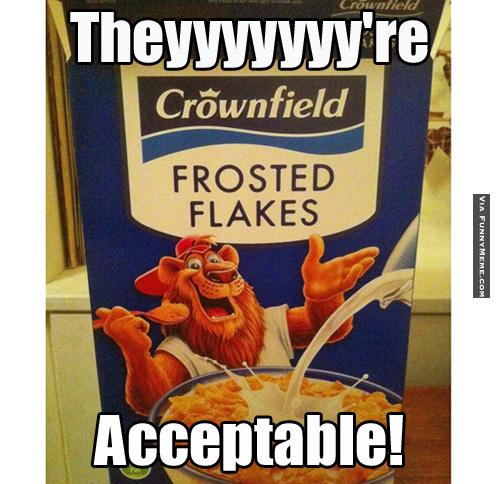 Crownfield
Theyyyyyyy're
Crownfield
FROSTED
FLAKES
Acceptable!
VIA FUNNYMEME.COM